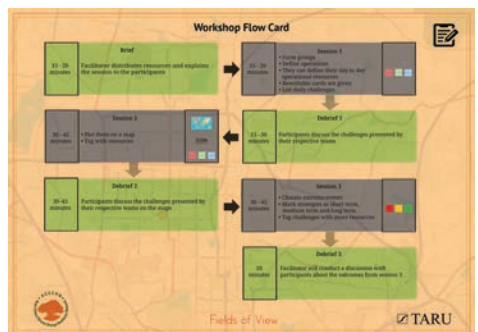 Workshop Flow Card
Brief
15 - 20
minutes
Facilitator distributes resources and explains
the session to the participants
Session 1
15 - 20
minutes
• Form groups
• Define operations
• They can define their day to day
operational resources
• Rewritable cards are given
• List daily challenges
Session 2
30 - 45
minutes
• Plot them on a map
• Tag with resources
Debrief 1
15 - 30
minutes
Participants discuss the challenges presented by
their respective teams
Debrief 2
30-45
minutes
Participants discuss the challenges presented by
their respective teams on the maps
Session 3
30 - 45
minutes
• Climate extreme events
• Mark strategies as short term,
medium term and long term
• Tag challenges with more resources
Debrief 3
20
minutes
Facilitator will conduct a discussion with
participants about the outcomes from session 3
ACCCRN
Fields of View
TARU